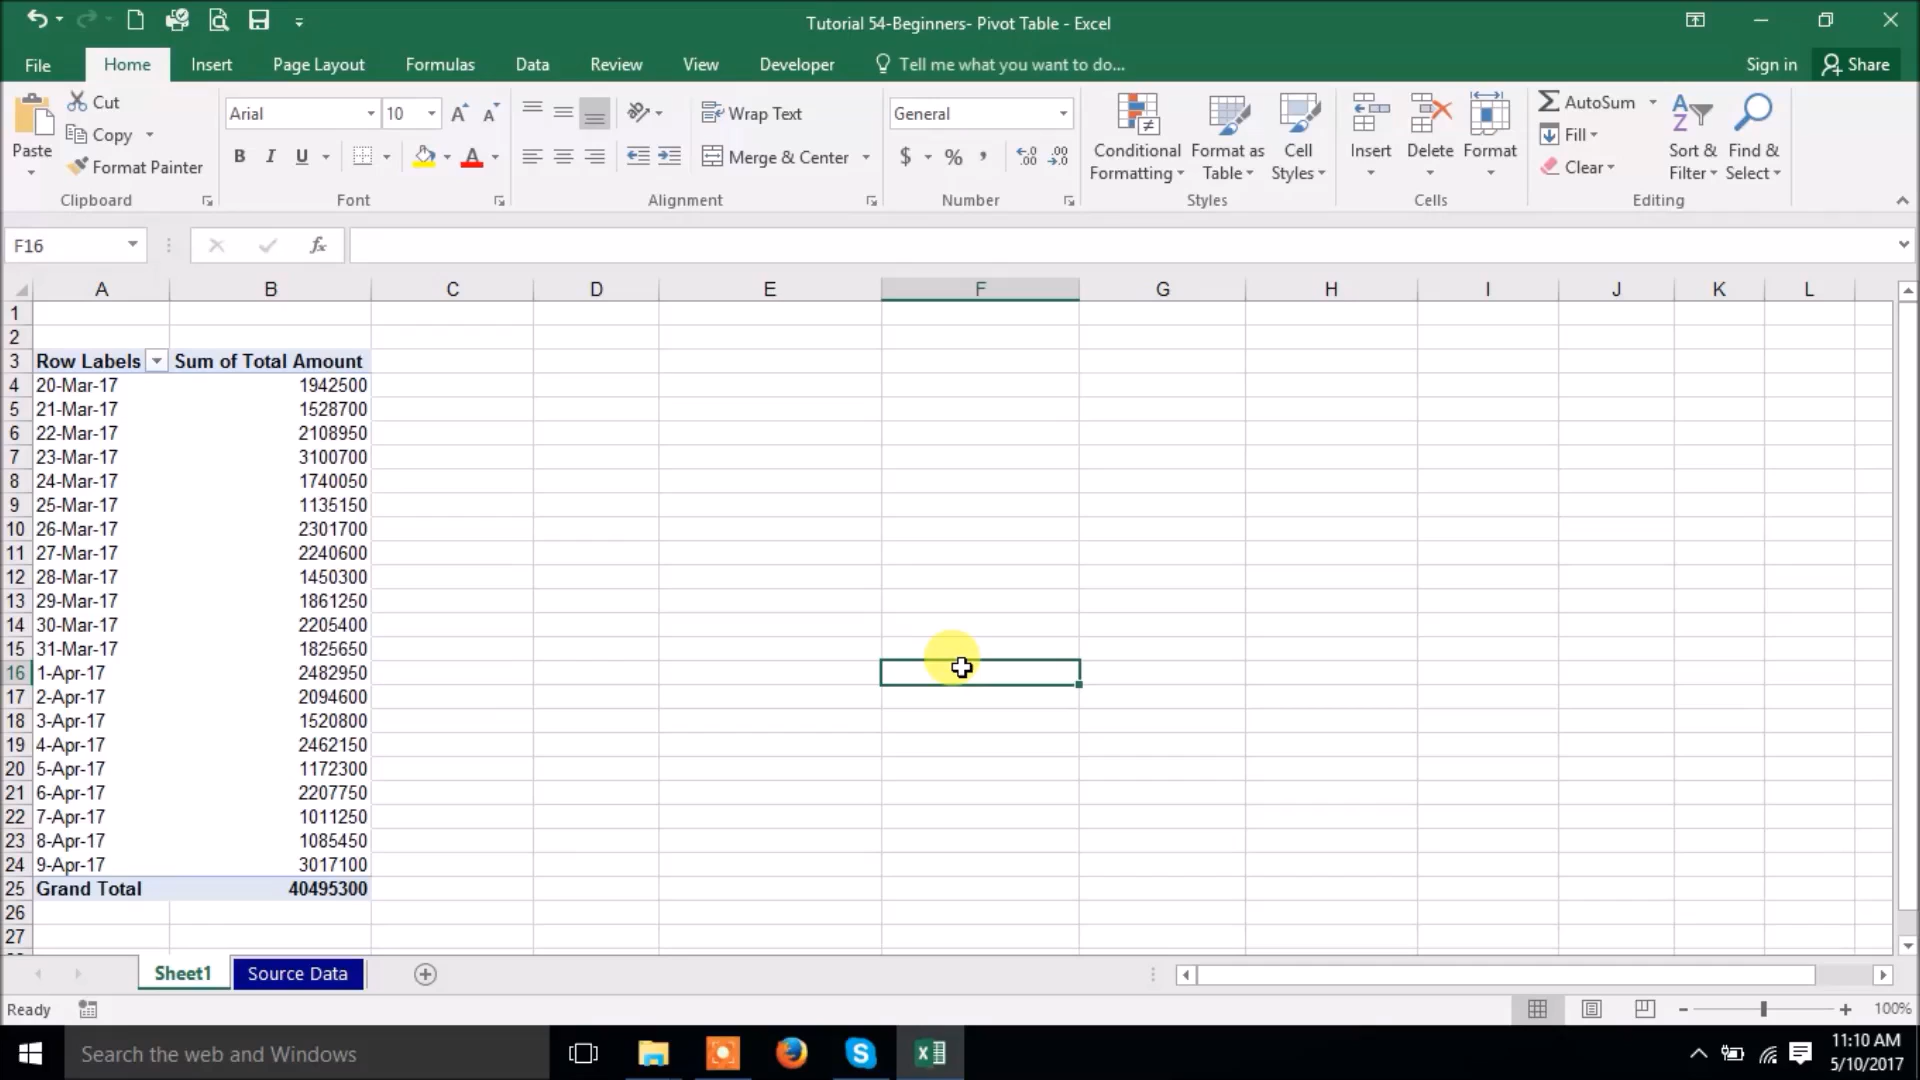 Tutorial 54-Beginners- Pivot Table - Excel
File Home Insert Page Layout Formulas Data Review View Developer Tell me what you want to do... Sign in Share
Paste
Cut
Copy
Format Painter
Clipboard
Arial 10
B I U A
Font
Wrap Text
Merge & Center
Alignment
General
$ % ,
Number
Conditional Formatting
Format as Table
Cell Styles
Styles
Insert Delete Format
Cells
AutoSum
Fill
Clear
Sort & Filter
Find & Select
Editing
F16 fx
A B C D E F G H I J K L
1
2
3 Row Labels Sum of Total Amount
4 20-Mar-17 1942500
5 21-Mar-17 1528700
6 22-Mar-17 2108950
7 23-Mar-17 3100700
8 24-Mar-17 1740050
9 25-Mar-17 1135150
10 26-Mar-17 2301700
11 27-Mar-17 2240600
12 28-Mar-17 1450300
13 29-Mar-17 1861250
14 30-Mar-17 2205400
15 31-Mar-17 1825650
16 1-Apr-17 2482950
17 2-Apr-17 2094600
18 3-Apr-17 1520800
19 4-Apr-17 2462150
20 5-Apr-17 1172300
21 6-Apr-17 2207750
22 7-Apr-17 1011250
23 8-Apr-17 1085450
24 9-Apr-17 3017100
25 Grand Total 40495300
26
27
Sheet1 Source Data
Ready 100%
Search the web and Windows
11:10 AM
5/10/2017